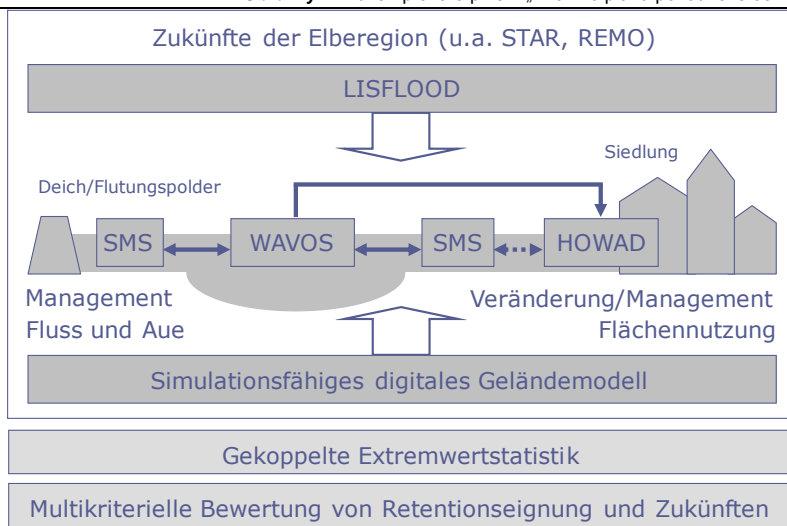 Zukünfte der Elberegion (u.a. STAR, REMO)
LISFLOOD
Siedlung
Deich/Flutungspolder
SMS
WAVOS
SMS
HOWAD
Management
Fluss und Aue
Veränderung/Management
Flächennutzung
Simulationsfähiges digitales Geländemodell
Gekoppelte Extremwertstatistik
Multikriterielle Bewertung von Retentionseignung und Zukünften